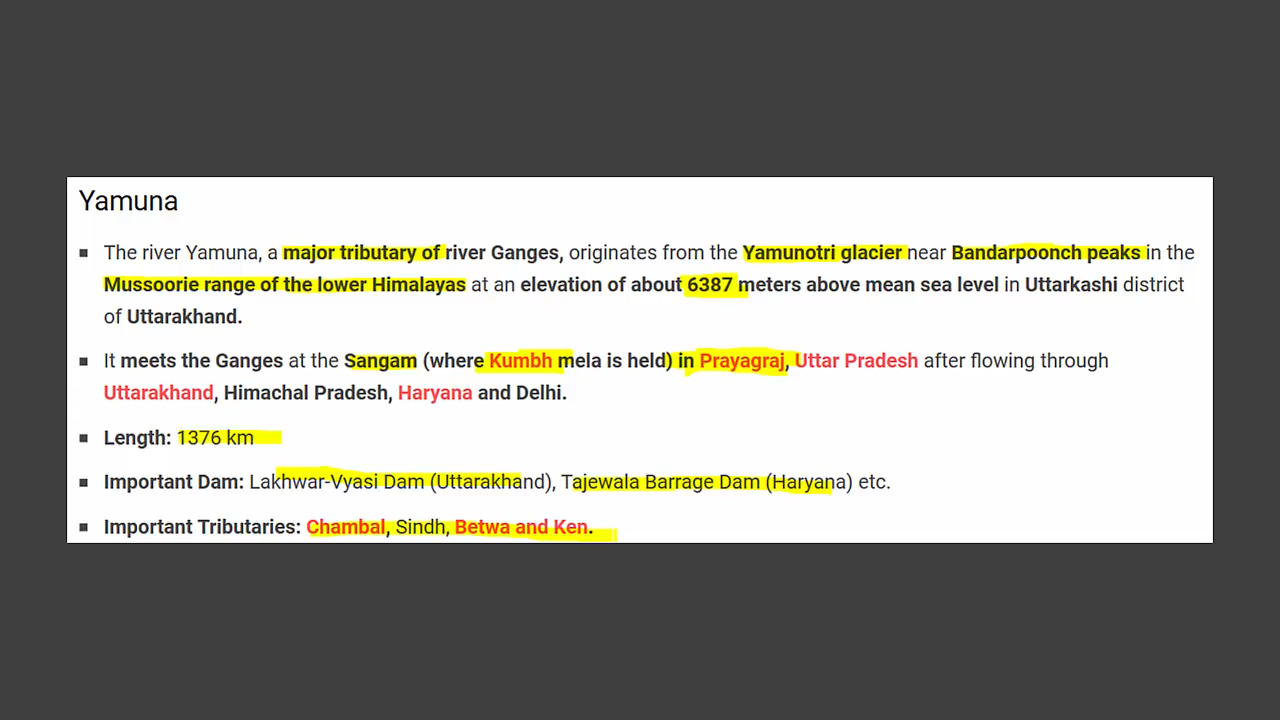 Yamuna
The river Yamuna, a major tributary of river Ganges, originates from the Yamunotri glacier near Bandarpoonch peaks in the
Mussoorie range of the lower Himalayas at an elevation of about 6387 meters above mean sea level in Uttarkashi district
of Uttarakhand.
It meets the Ganges at the Sangam (where Kumbh mela is held) in Prayagraj, Uttar Pradesh after flowing through
Uttarakhand, Himachal Pradesh, Haryana and Delhi.
Length: 1376 km
Important Dam: Lakhwar-Vyasi Dam (Uttarakhand), Tajewala Barrage Dam (Haryana) etc.
Important Tributaries: Chambal, Sindh, Betwa and Ken.